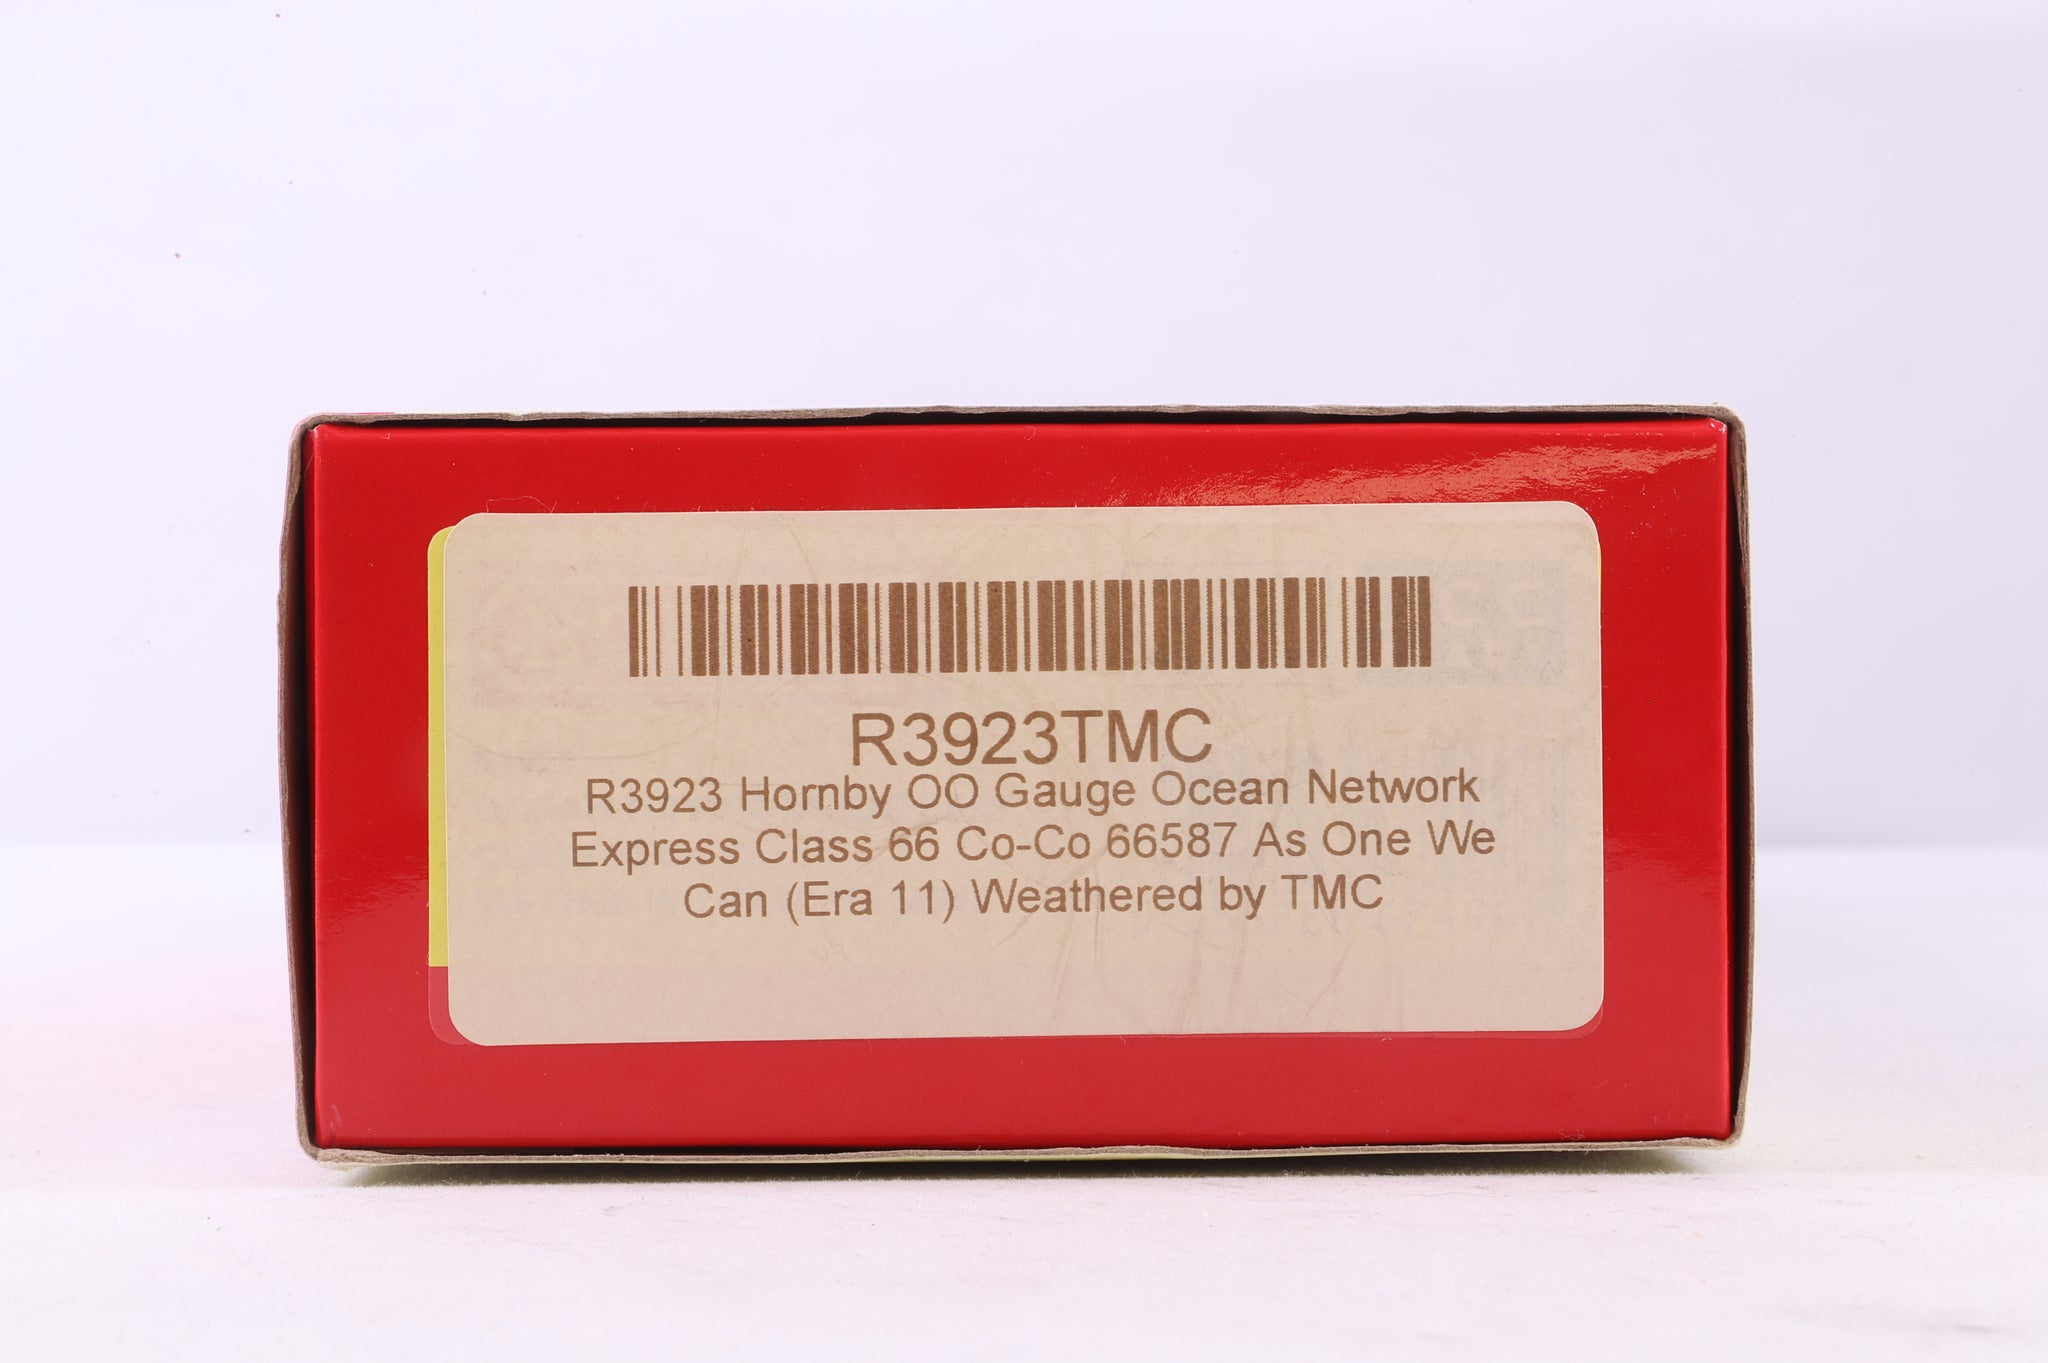 R3923TMC
R3923 Hornby OO Gauge Ocean Network
Express Class 66 Co-Co 66587 As One We
Can (Era 11) Weathered by TMC